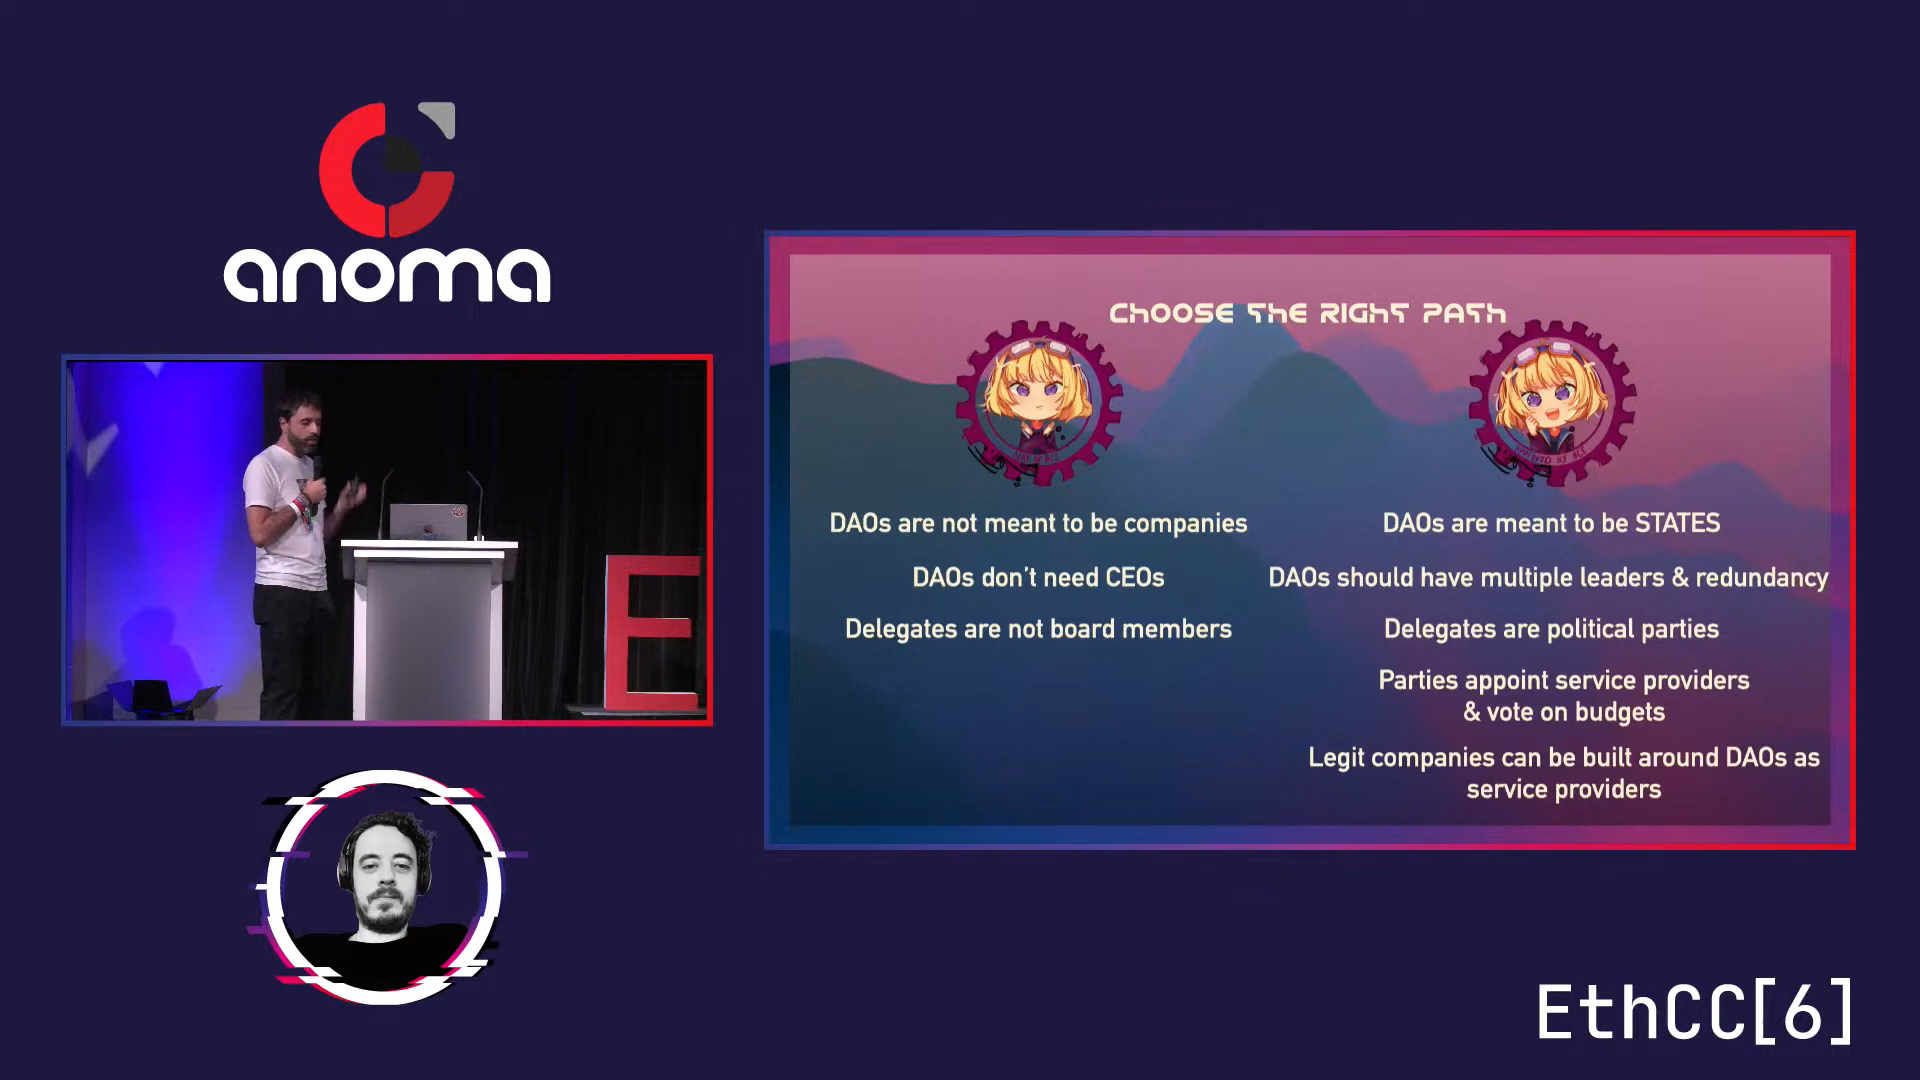 anoma
CHOOSE THE RIGHT PATH
DAOs are not meant to be companies
DAOs don't need CEOs
Delegates are not board members
APPROVED BY
DAOs are meant to be STATES
DAOs should have multiple leaders & redundancy
Delegates are political parties
Parties appoint service providers
& vote on budgets
Legit companies can be built around DAOs as
service providers
E
EthCC[6]